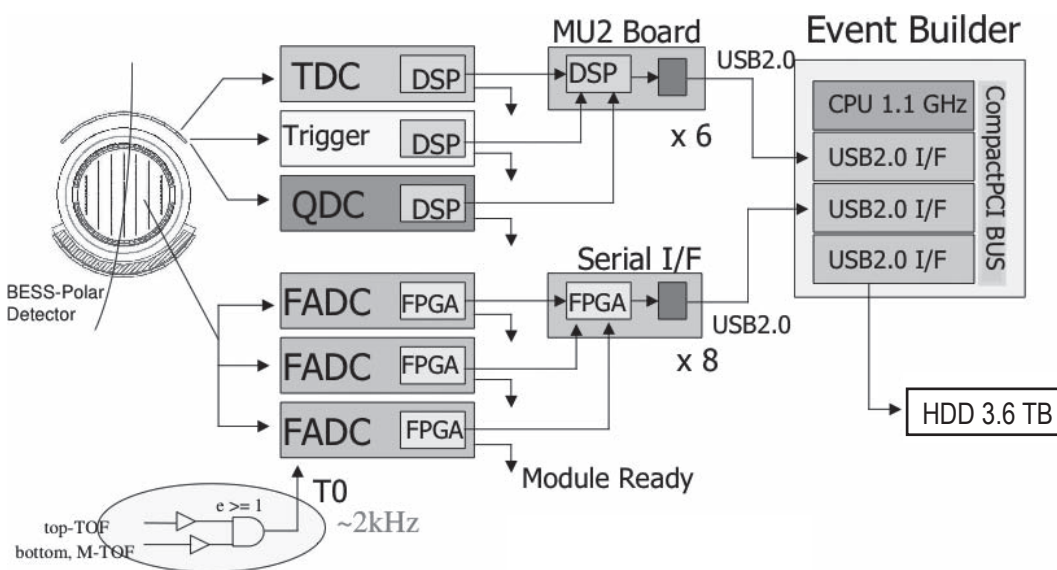 MU2 Board
Event Builder
USB2.0
TDC
DSP
DSP
CPU 1.1 GHz
CompactPCI BUS
Trigger
DSP
x 6
USB2.0 I/F
QDC
DSP
USB2.0 I/F
Serial I/F
USB2.0 I/F
BESS-Polar
Detector
FADC
FPGA
FPGA
USB2.0
FADC
FPGA
x 8
FADC
FPGA
HDD 3.6 TB
Module Ready
T0
e >= 1
~2kHz
top-TOF
bottom, M-TOF